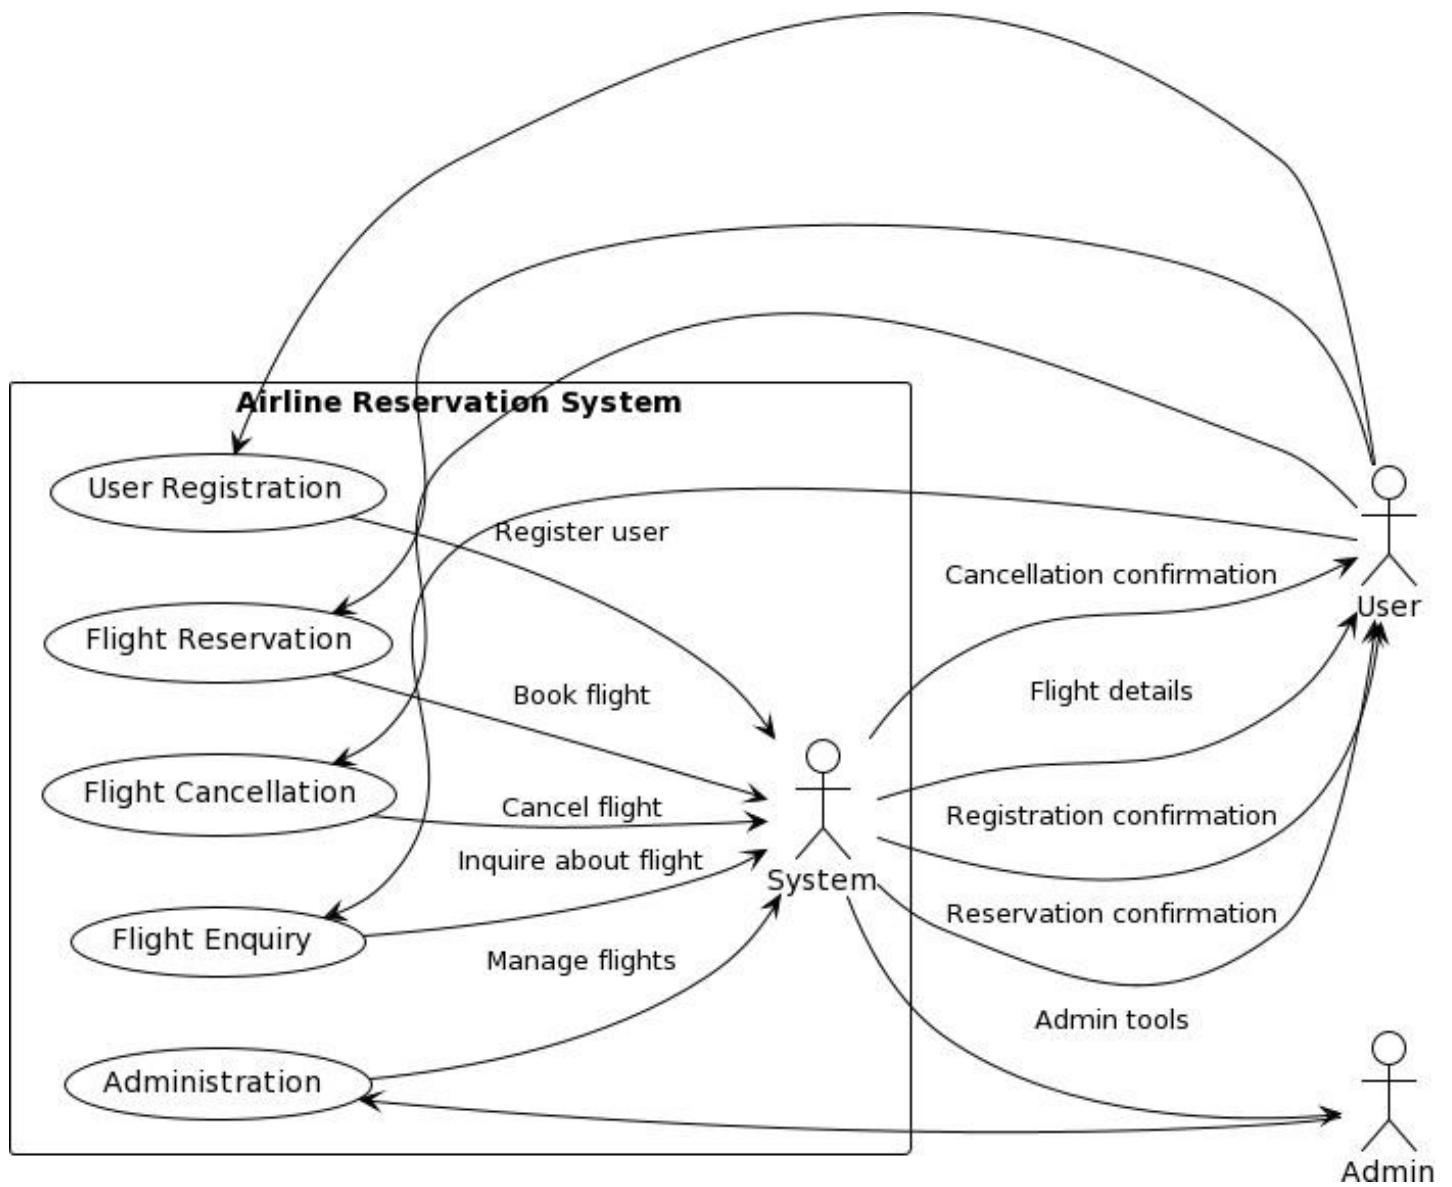 Airline Reservation System
User Registration
Register user
Cancellation confirmation
User
Flight Reservation
Book flight
Flight details
Flight Cancellation
Cancel flight
Registration confirmation
Inquire about flight
System
Reservation confirmation
Flight Enquiry
Manage flights
Admin tools
Administration
Admin